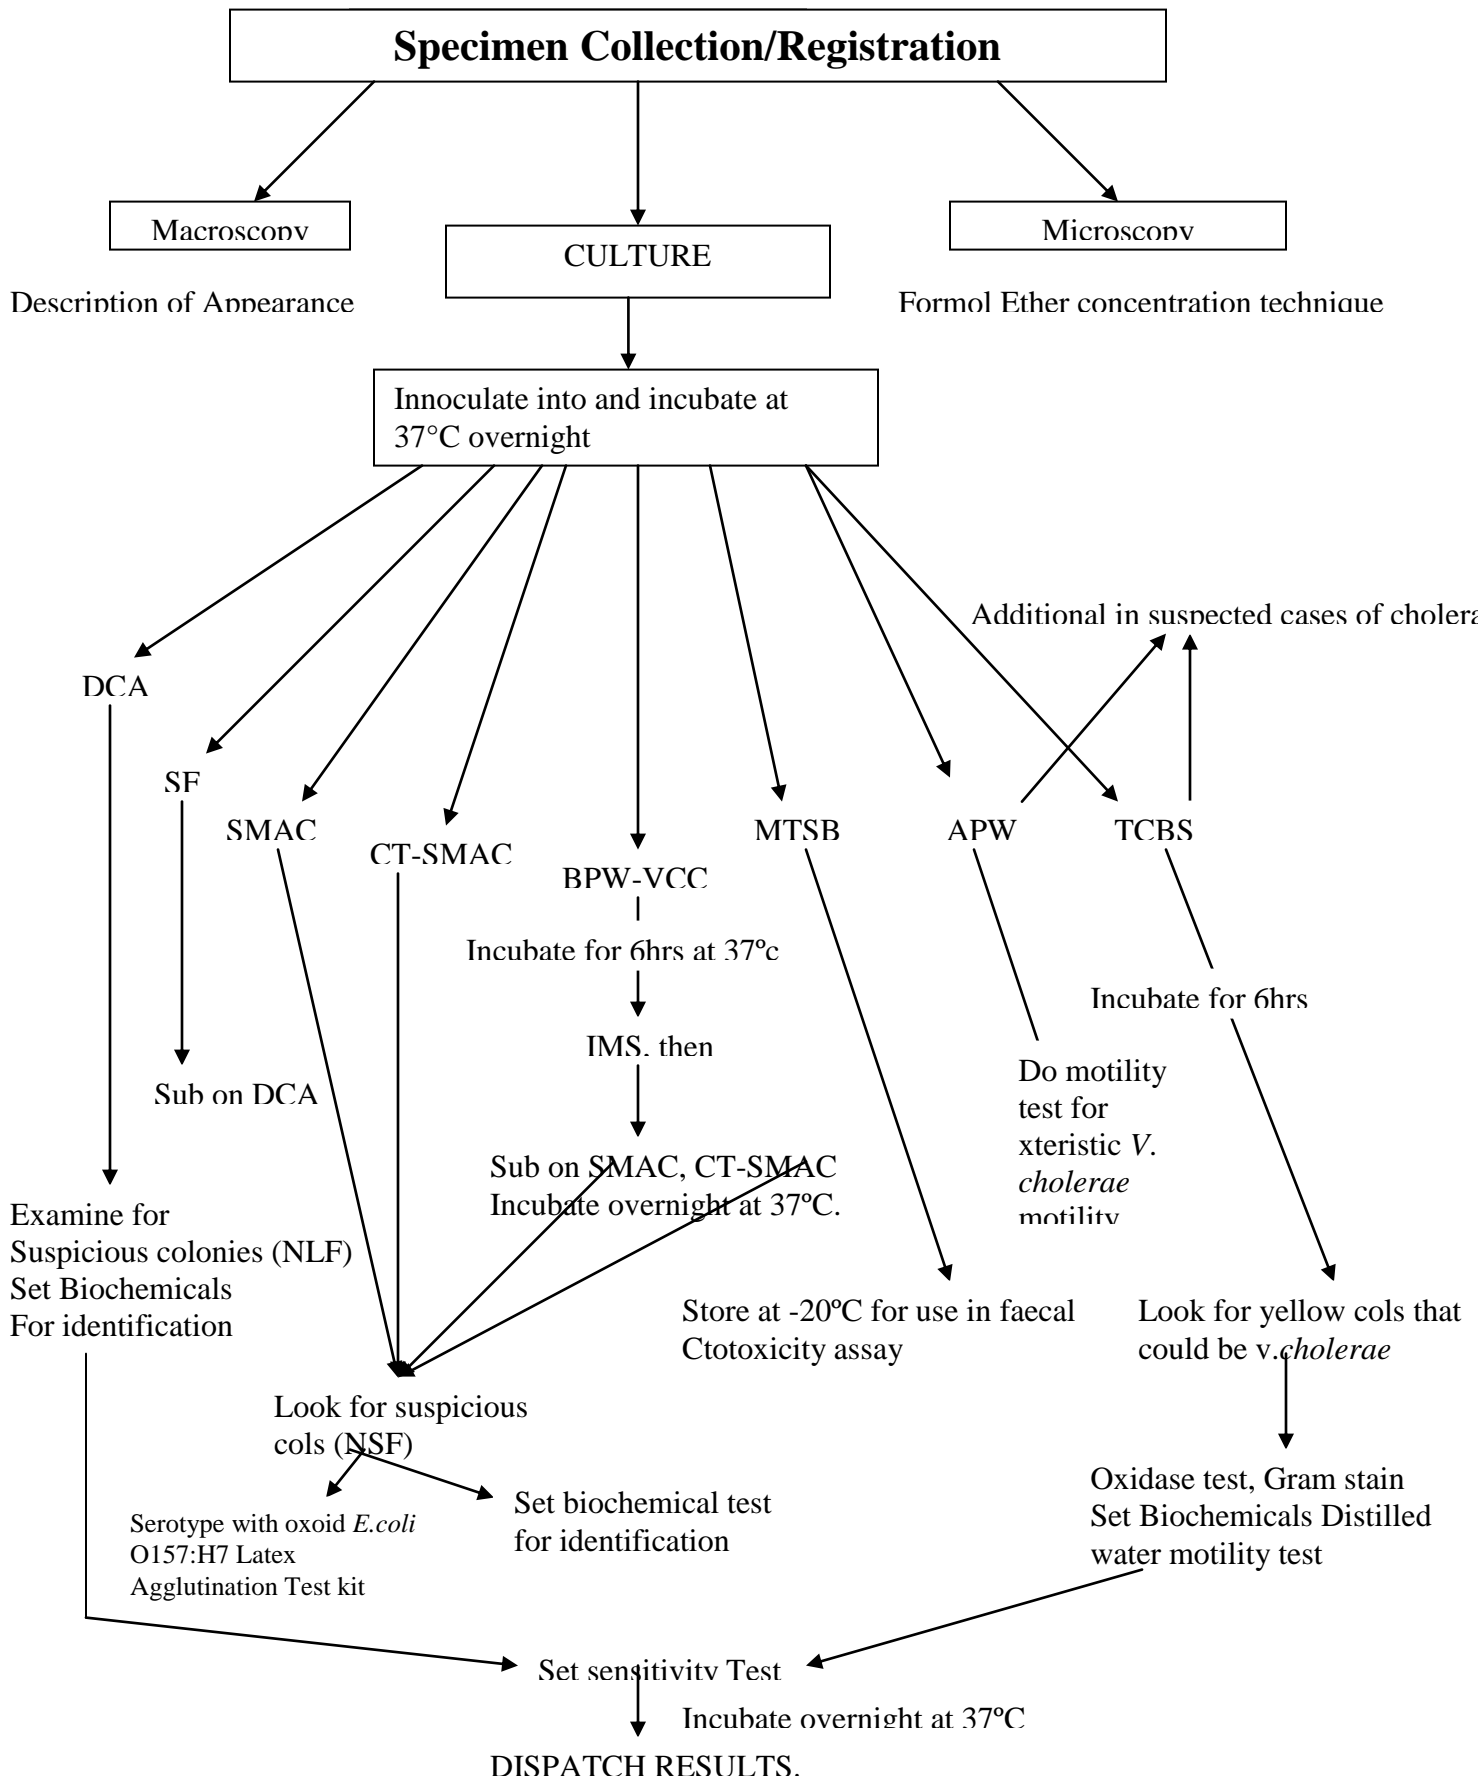 Specimen Collection/Registration
Macroscopy
CULTURE
Microscopy
Description of Appearance
Formol Ether concentration technique
Innoculate into and incubate at
37°C overnight
Additional in suspected cases of cholera
DCA
SF
SMAC
CT-SMAC
BPW-VCC
MTSB
APW
TCBS
Incubate for 6hrs at 37ºc
Incubate for 6hrs
IMS, then
Sub on DCA
Do motility
test for
xteristic V.
cholerae
motility
Sub on SMAC, CT-SMAC
Incubate overnight at 37ºC.
Examine for
Suspicious colonies (NLF)
Set Biochemicals
For identification
Store at -20ºC for use in faecal
Ctotoxicity assay
Look for yellow cols that
could be v.cholerae
Look for suspicious
cols (NSF)
Oxidase test, Gram stain
Set Biochemicals Distilled
water motility test
Set biochemical test
for identification
Serotype with oxoid E.coli
O157:H7 Latex
Agglutination Test kit
Set sensitivity Test
Incubate overnight at 37ºC
DISPATCH RESULTS.